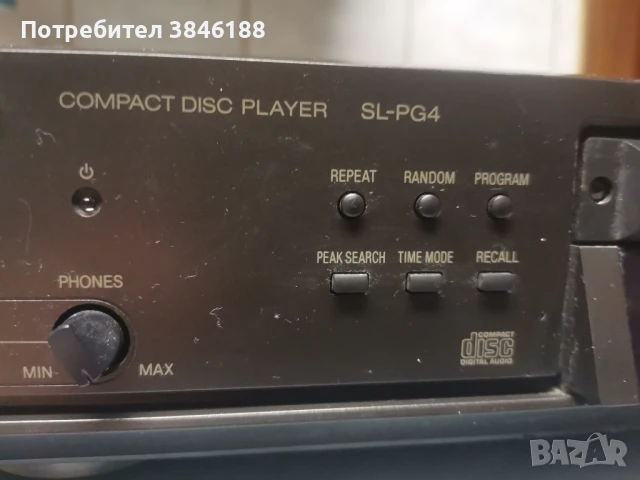 Потребител 3846188
COMPACT DISC PLAYER SL-PG4
REPEAT RANDOM PROGRAM
PEAK SEARCH TIME MODE RECALL
PHONES
MIN MAX
COMPACT
disc
DIGITAL AUDIO
BAZAR